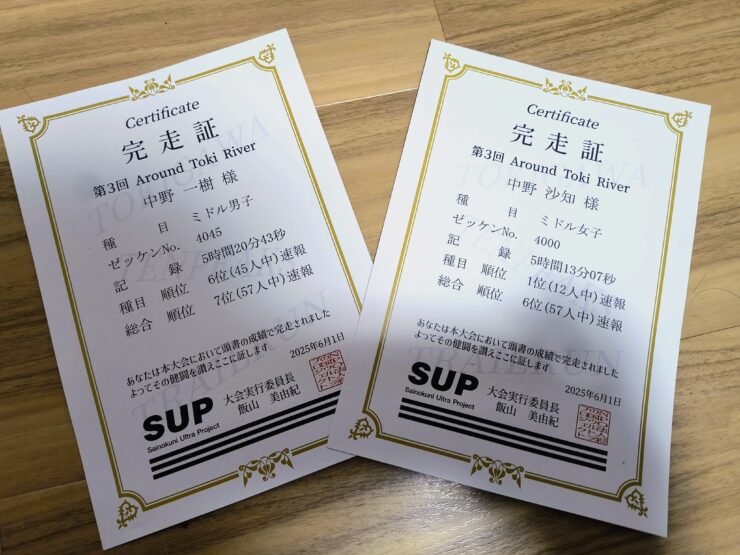 Certificate
完走証
第3回 Around Toki River
中野 一樹 様
種 目 ミドル男子
ゼッケンNo. 4045
記 録 5時間20分43秒
種目 順位 6位(45人中)速報
総合 順位 7位(57人中)速報
あなたは本大会において頭書の成績で完走されました
よってその健闘を讃えここに証します
2025年6月1日
SUP
Sainokuni Ultra Project
大会実行委員長
飯山 美由紀
Certificate
完走証
第3回 Around Toki River
中野 沙知 様
種 目 ミドル女子
ゼッケンNo. 4000
記 録 5時間13分07秒
種目 順位 1位(12人中)速報
総合 順位 6位(57人中)速報
あなたは本大会において頭書の成績で完走されました
よってその健闘を讃えここに証します
2025年6月1日
SUP
Sainokuni Ultra Project
大会実行委員長
飯山 美由紀